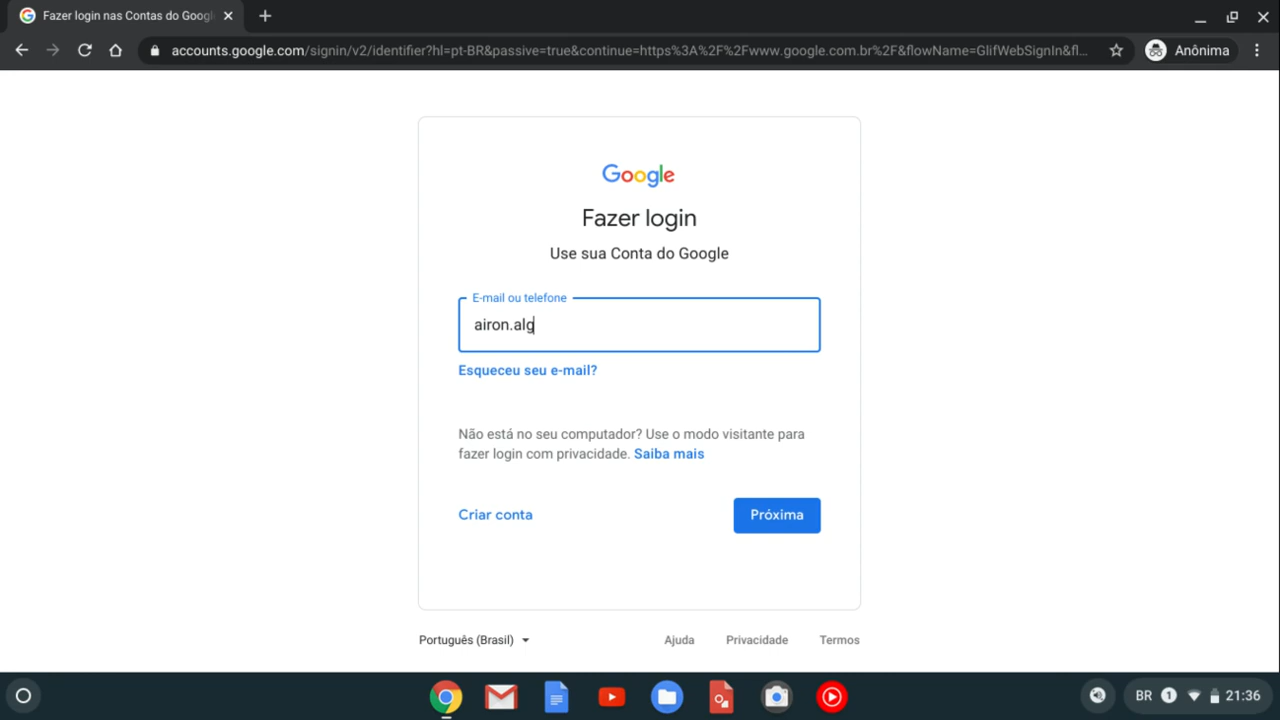 Fazer login nas Contas do Googl
accounts.google.com/signin/v2/identifier?hl=pt-BR&passive=true&continue=https%3A%2F%2Fwww.google.com.br%2F&flowName=GlifWebSignIn&fl...
Anônima
Google
Fazer login
Use sua Conta do Google
E-mail ou telefone
airon.alg
Esqueceu seu e-mail?
Não está no seu computador? Use o modo visitante para
fazer login com privacidade. Saiba mais
Criar conta
Próxima
Português (Brasil)
Ajuda
Privacidade
Termos
BR 1 21:36